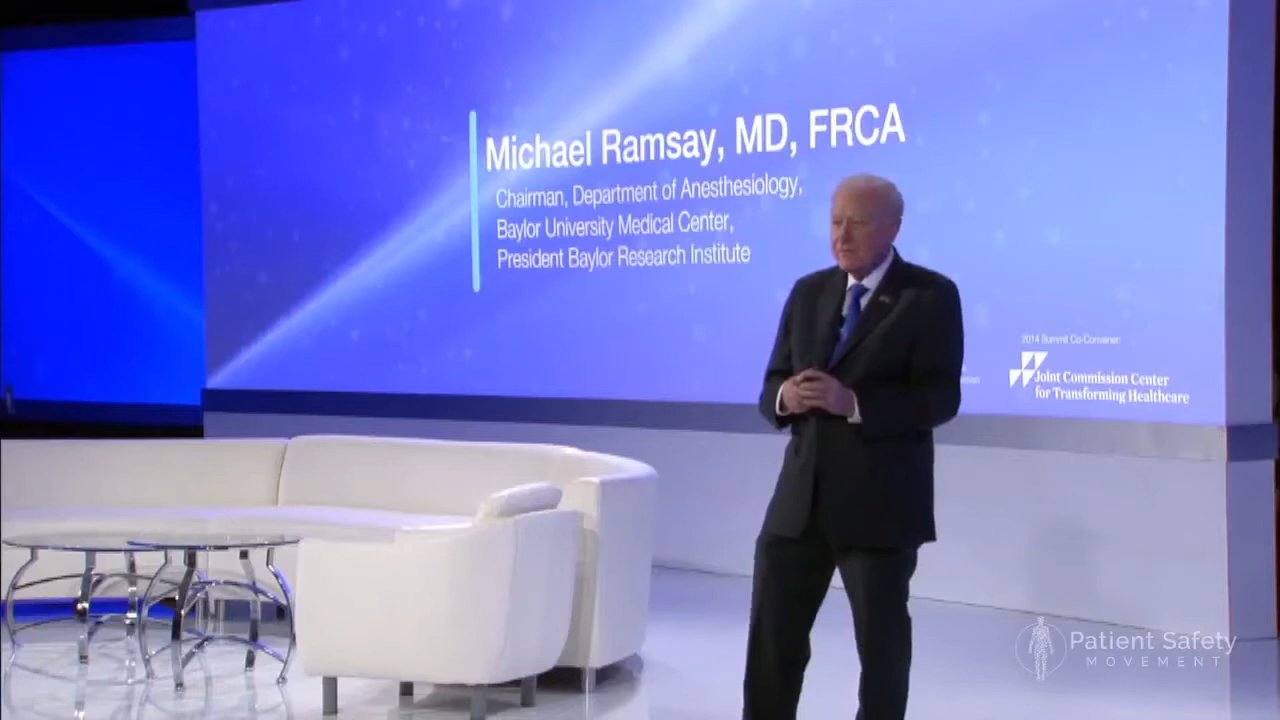 Michael Ramsay, MD, FRCA
Chairman, Department of Anesthesiology,
Baylor University Medical Center,
President Baylor Research Institute
2014 Summit Co-Convener:
Joint Commission Center
for Transforming Healthcare
Patient Safety
MOVEMENT